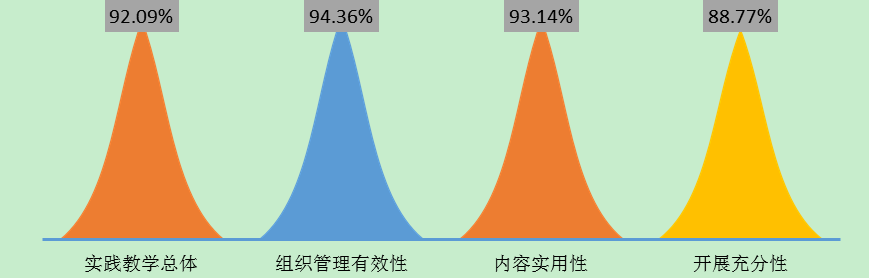 92.09% 94.36% 93.14% 88.77%
实践教学总体 组织管理有效性 内容实用性 开展充分性